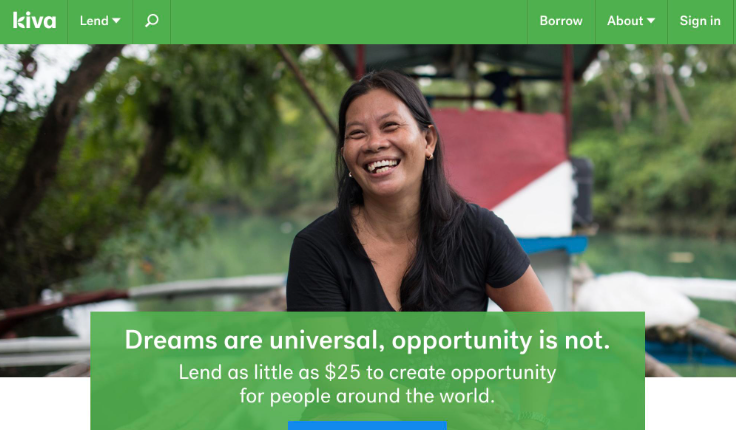 kiva
Lend
Borrow
About
Sign in
Dreams are universal, opportunity is not.
Lend as little as $25 to create opportunity
for people around the world.